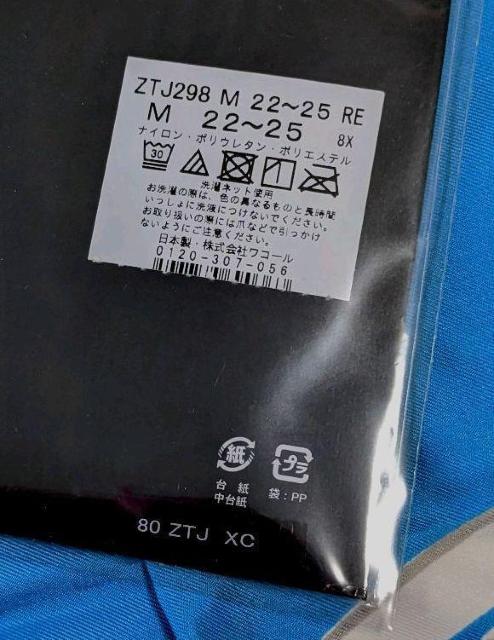 ZTJ298 M 22～25 RE
M 22～25 8X
ナイロン・ポリウレタン・ポリエステル
30
洗濯ネット使用
お洗濯の際は、色の異なるものと長時間
いっしょに洗液につけないでください。
お取り扱いの際には爪などで引っかけ
ないようにご注意ください。
日本製・株式会社ワコール
0120-307-056
紙 プラ
台紙 袋:PP
中台紙
80 ZTJ XC